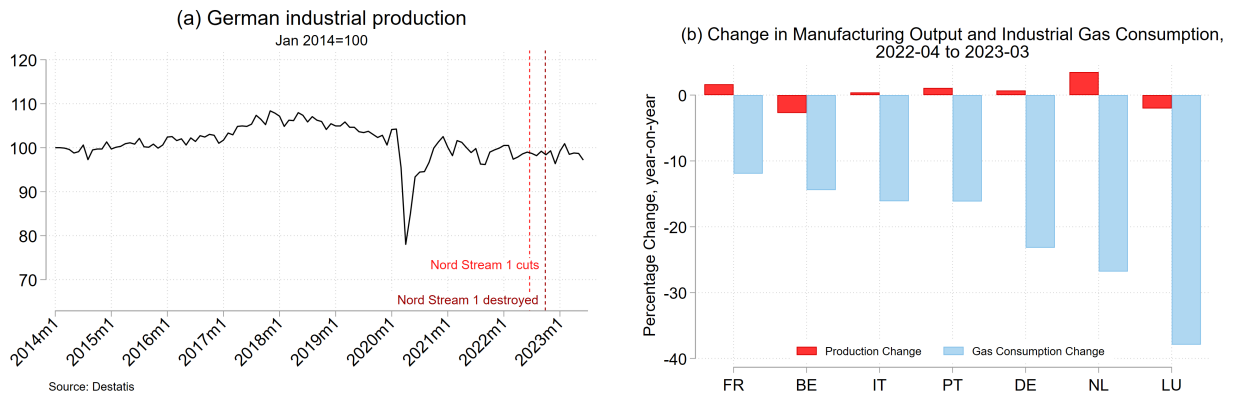 (a) German industrial production
Jan 2014=100
120
110
100
90
80
70
Nord Stream 1 cuts
Nord Stream 1 destroyed
2014m1
2015m1
2016m1
2017m1
2018m1
2019m1
2020m1
2021m1
2022m1
2023m1
Source: Destatis
(b) Change in Manufacturing Output and Industrial Gas Consumption,
2022-04 to 2023-03
Percentage Change, year-on-year
0
-10
-20
-30
-40
Production Change
Gas Consumption Change
FR
BE
IT
PT
DE
NL
LU